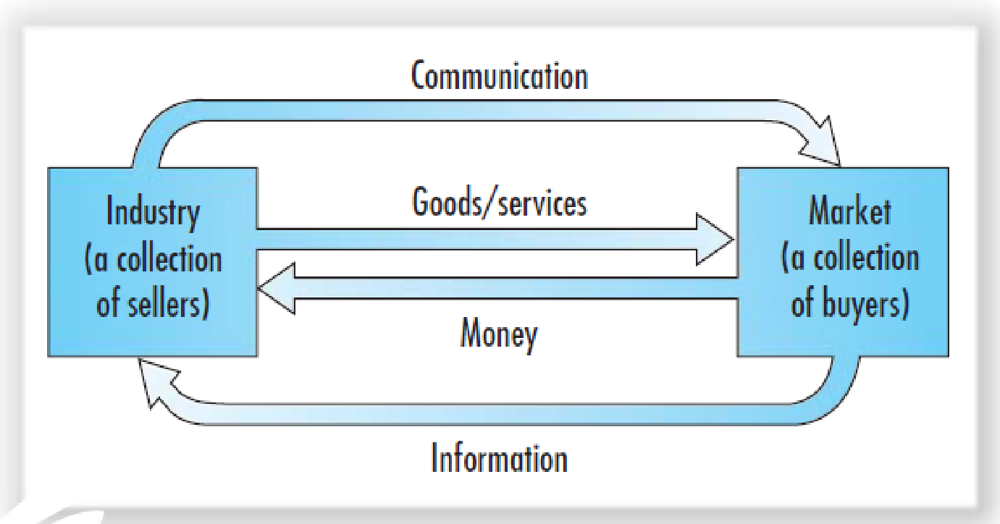 Communication
Goods/services
Industry
(a collection
of sellers)
Market
(a collection
of buyers)
Money
Information